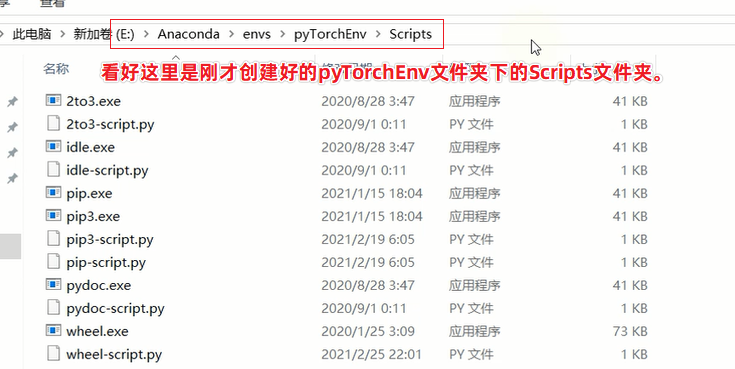 查看
此电脑 新加卷 (E:) Anaconda envs pyTorchEnv Scripts
名称
看好这里是刚才创建好的pyTorchEnv文件夹下的Scripts文件夹。
2to3.exe 2020/8/28 3:47 应用程序 41 KB
2to3-script.py 2020/9/1 0:11 PY 文件 1 KB
idle.exe 2020/8/28 3:47 应用程序 41 KB
idle-script.py 2020/9/1 0:11 PY 文件 1 KB
pip.exe 2021/1/15 18:04 应用程序 41 KB
pip3.exe 2021/1/15 18:04 应用程序 41 KB
pip3-script.py 2021/2/19 6:05 PY 文件 1 KB
pip-script.py 2021/2/19 6:05 PY 文件 1 KB
pydoc.exe 2020/8/28 3:47 应用程序 41 KB
pydoc-script.py 2020/9/1 0:11 PY 文件 1 KB
wheel.exe 2020/1/25 3:09 应用程序 73 KB
wheel-script.py 2021/2/25 22:01 PY 文件 1 KB